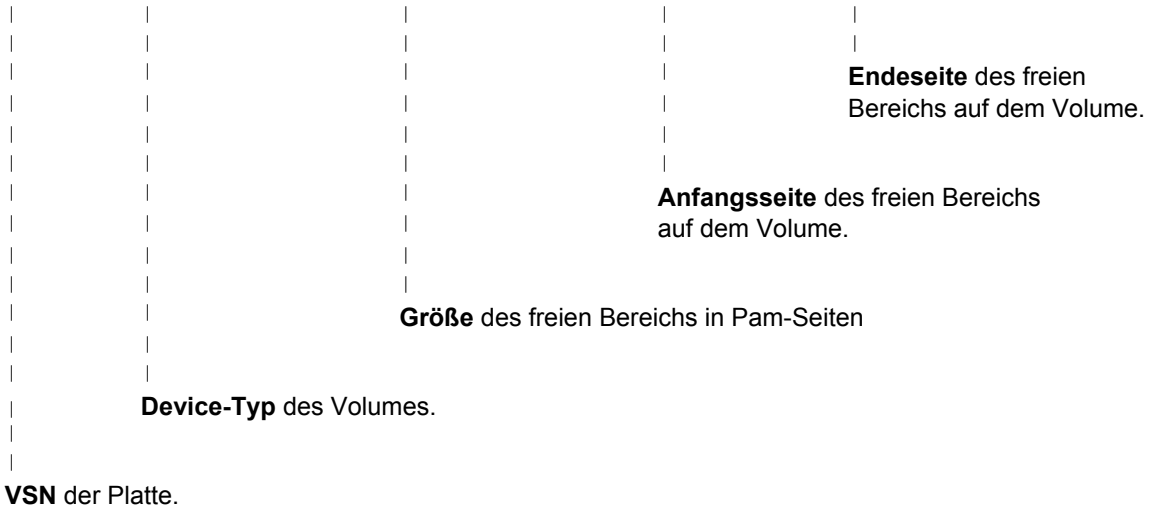 Endeseite des freien
Bereichs auf dem Volume.
Anfangsseite des freien Bereichs
auf dem Volume.
Größe des freien Bereichs in Pam-Seiten
Device-Typ des Volumes.
VSN der Platte.